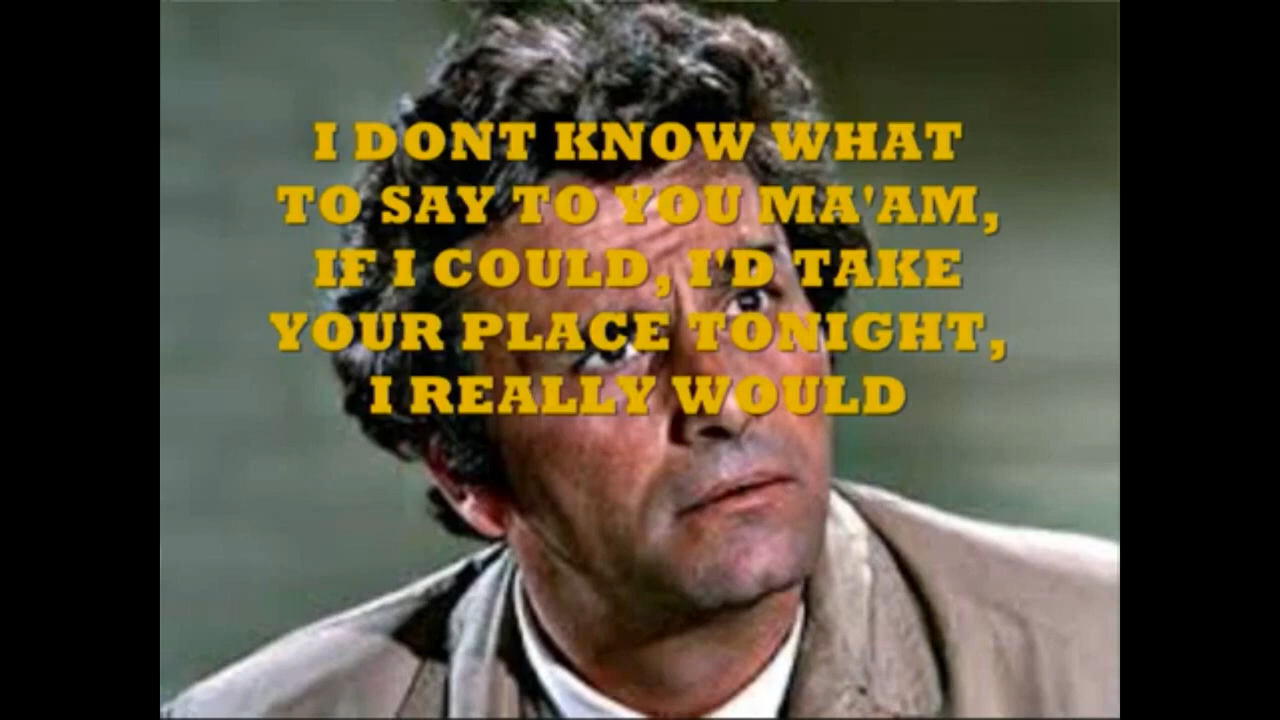 I DONT KNOW WHAT
TO SAY TO YOU MA'AM,
IF I COULD, I'D TAKE
YOUR PLACE TONIGHT,
I REALLY WOULD